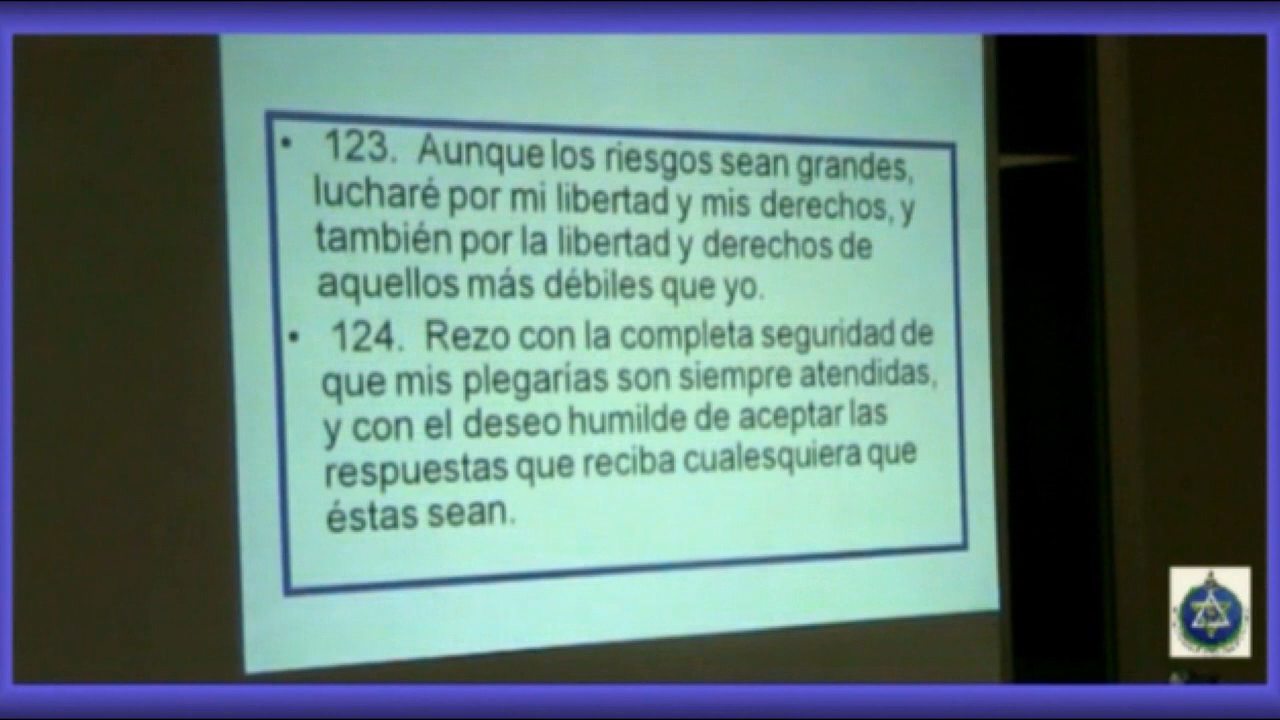 • 123. Aunque los riesgos sean grandes,
lucharé por mi libertad y mis derechos, y
también por la libertad y derechos de
aquellos más débiles que yo.
• 124. Rezo con la completa seguridad de
que mis plegarias son siempre atendidas,
y con el deseo humilde de aceptar las
respuestas que reciba cualesquiera que
éstas sean.